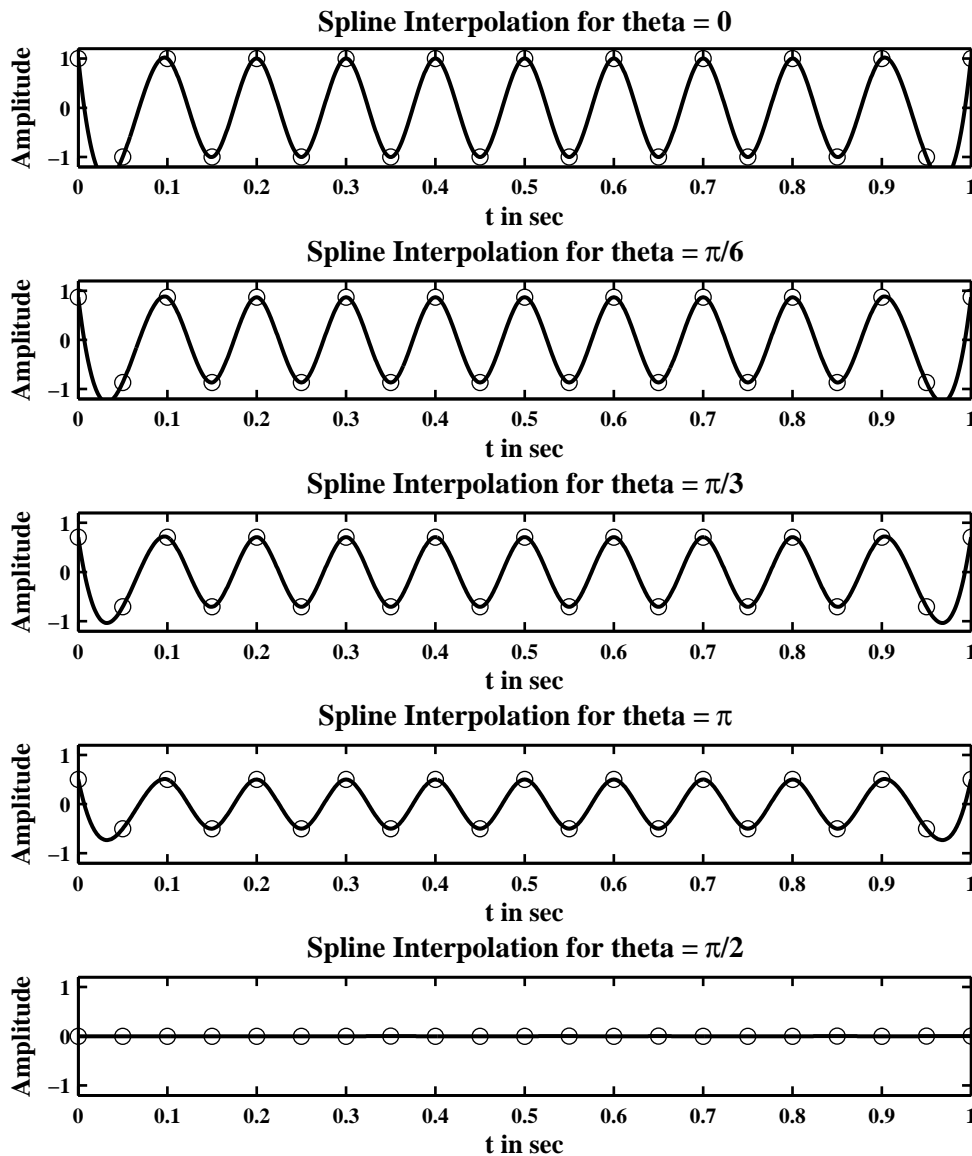 Spline Interpolation for theta = 0
Amplitude
1
0
−1
0 0.1 0.2 0.3 0.4 0.5 0.6 0.7 0.8 0.9 1
t in sec
Spline Interpolation for theta = π/6
Amplitude
1
0
−1
0 0.1 0.2 0.3 0.4 0.5 0.6 0.7 0.8 0.9 1
t in sec
Spline Interpolation for theta = π/3
Amplitude
1
0
−1
0 0.1 0.2 0.3 0.4 0.5 0.6 0.7 0.8 0.9 1
t in sec
Spline Interpolation for theta = π
Amplitude
1
0
−1
0 0.1 0.2 0.3 0.4 0.5 0.6 0.7 0.8 0.9 1
t in sec
Spline Interpolation for theta = π/2
Amplitude
1
0
−1
0 0.1 0.2 0.3 0.4 0.5 0.6 0.7 0.8 0.9 1
t in sec